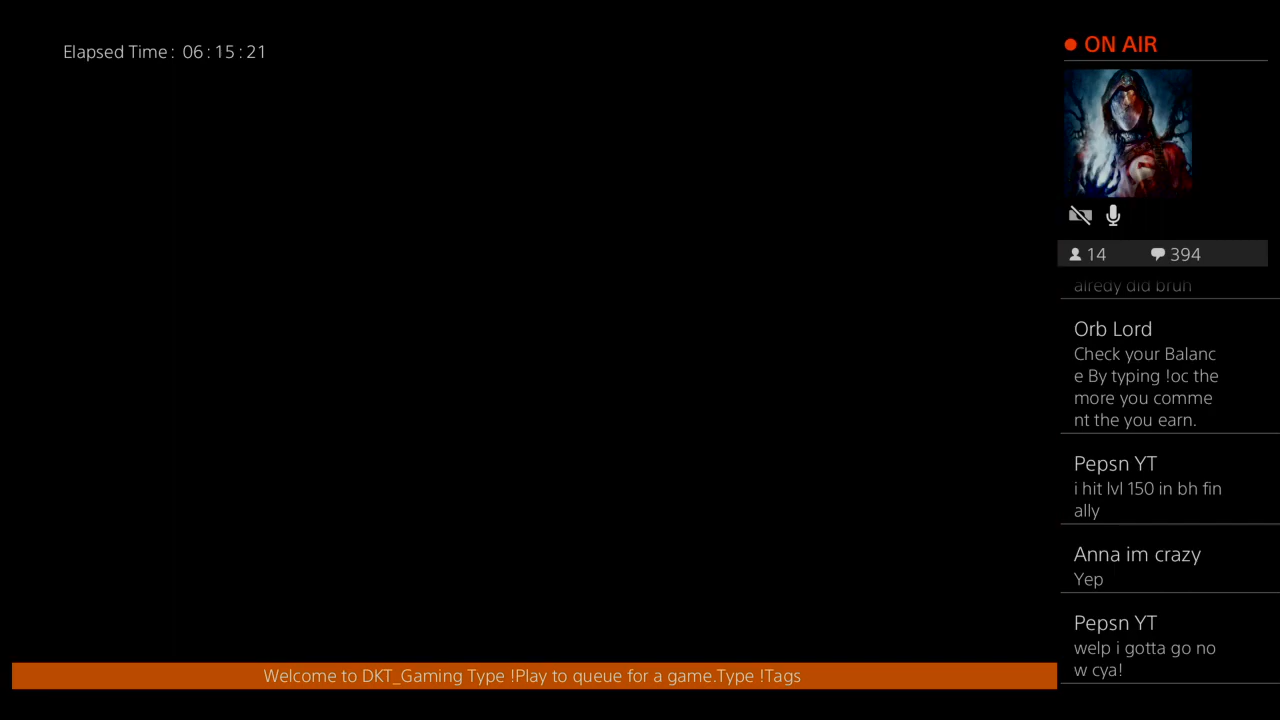 Elapsed Time: 06:15:21
ON AIR
14 394
alredy did bruh
Orb Lord
Check your Balanc
e By typing !oc the
more you comme
nt the you earn.
Pepsn YT
i hit lvl 150 in bh fin
ally
Anna im crazy
Yep
Pepsn YT
welp i gotta go no
w cya!
Welcome to DKT_Gaming Type !Play to queue for a game.Type !Tags